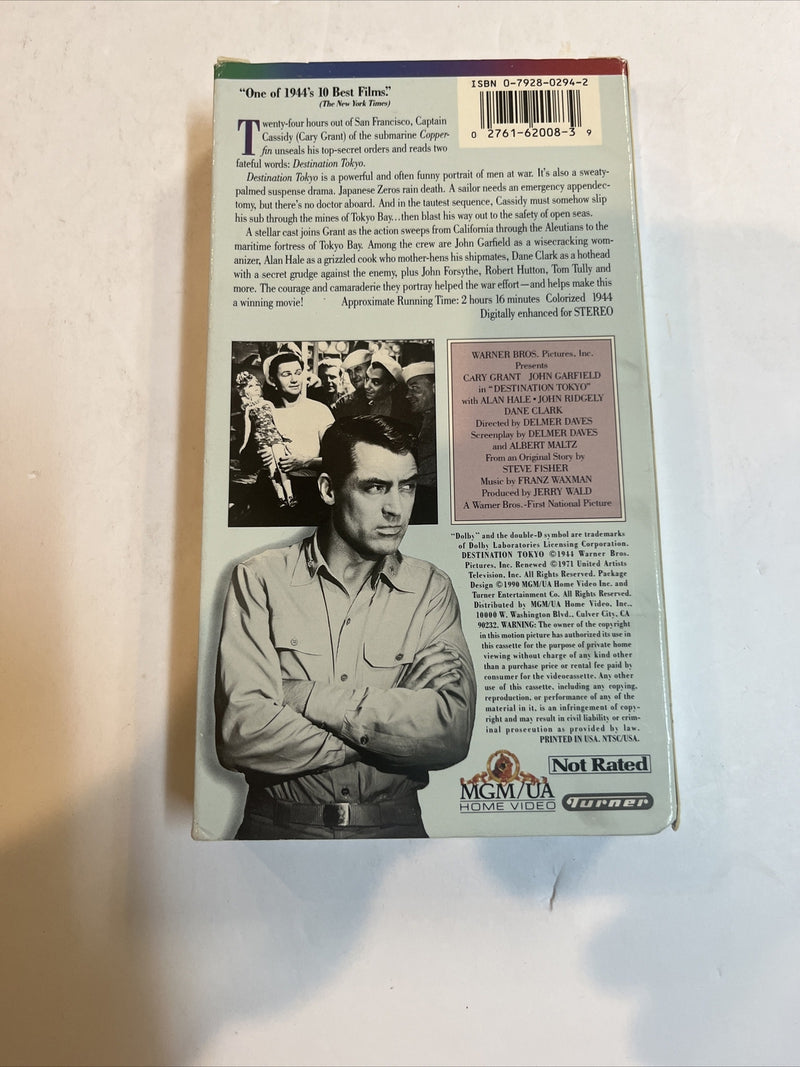 "One of 1944's 10 Best Films."
(The New York Times)
ISBN 0-7928-0294-2
0 2761-62008-3 9
Twenty-four hours out of San Francisco, Captain
Cassidy (Cary Grant) of the submarine Copper-
fin unseals his top-secret orders and reads two
fateful words: Destination Tokyo.
Destination Tokyo is a powerful and often funny portrait of men at war. It's also a sweaty-
palmed suspense drama. Japanese Zeros rain death. A sailor needs an emergency appendec-
tomy, but there's no doctor aboard. And in the tautest sequence, Cassidy must somehow slip
his sub through the mines of Tokyo Bay...then blast his way out to the safety of open seas.
A stellar cast joins Grant as the action sweeps from California through the Aleutians to the
maritime fortress of Tokyo Bay. Among the crew are John Garfield as a wisecracking wom-
anizer, Alan Hale as a grizzled cook who mother-hens his shipmates, Dane Clark as a hothead
with a secret grudge against the enemy, plus John Forsythe, Robert Hutton, Tom Tully and
more. The courage and camaraderie they portray helped the war effort—and helps make this
a winning movie! Approximate Running Time: 2 hours 16 minutes Colorized 1944
Digitally enhanced for STEREO
WARNER BROS. Pictures, Inc.
Presents
CARY GRANT JOHN GARFIELD
in "DESTINATION TOKYO"
with ALAN HALE • JOHN RIDGELY
DANE CLARK
Directed by DELMER DAVES
Screenplay by DELMER DAVES
and ALBERT MALTZ
From an Original Story by
STEVE FISHER
Music by FRANZ WAXMAN
Produced by JERRY WALD
A Warner Bros.-First National Picture
"Dolby" and the double-D symbol are trademarks
of Dolby Laboratories Licensing Corporation.
DESTINATION TOKYO ©1944 Warner Bros.
Pictures, Inc. Renewed ©1971 United Artists
Television, Inc. All Rights Reserved. Package
Design ©1990 MGM/UA Home Video Inc. and
Turner Entertainment Co. All Rights Reserved.
Distributed by MGM/UA Home Video, Inc.,
10000 W. Washington Blvd., Culver City, CA
90232. WARNING: The owner of the copyright
in this motion picture has authorized its use in
this cassette for the purpose of private home
viewing without charge of any kind other
than a purchase price or rental fee paid by
consumer for the videocassette. Any other
use of this cassette, including any copying,
reproduction, or performance of any of the
material in it, is an infringement of copy-
right and may result in civil liability or crim-
inal prosecution as provided by law.
PRINTED IN USA. NTSC/USA.
Not Rated
MGM/UA
HOME VIDEO
Turner